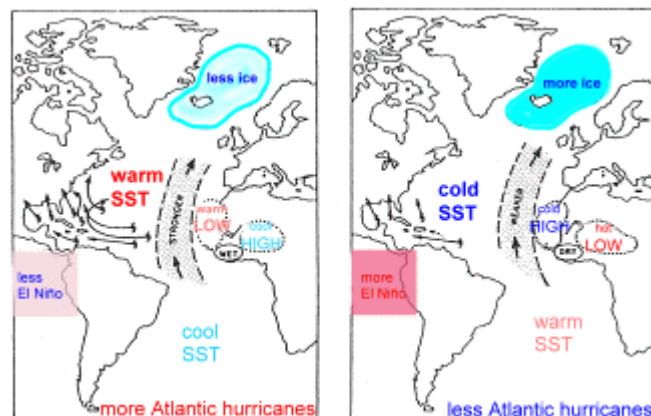 less ice
warm
SST
STRONGER
warm
LOW
cool
HIGH
WET
less
El Niño
cool
SST
more Atlantic hurricanes
more ice
cold
SST
WEAKER
cold
HIGH
hot
LOW
DRY
more
El Niño
warm
SST
less Atlantic hurricanes